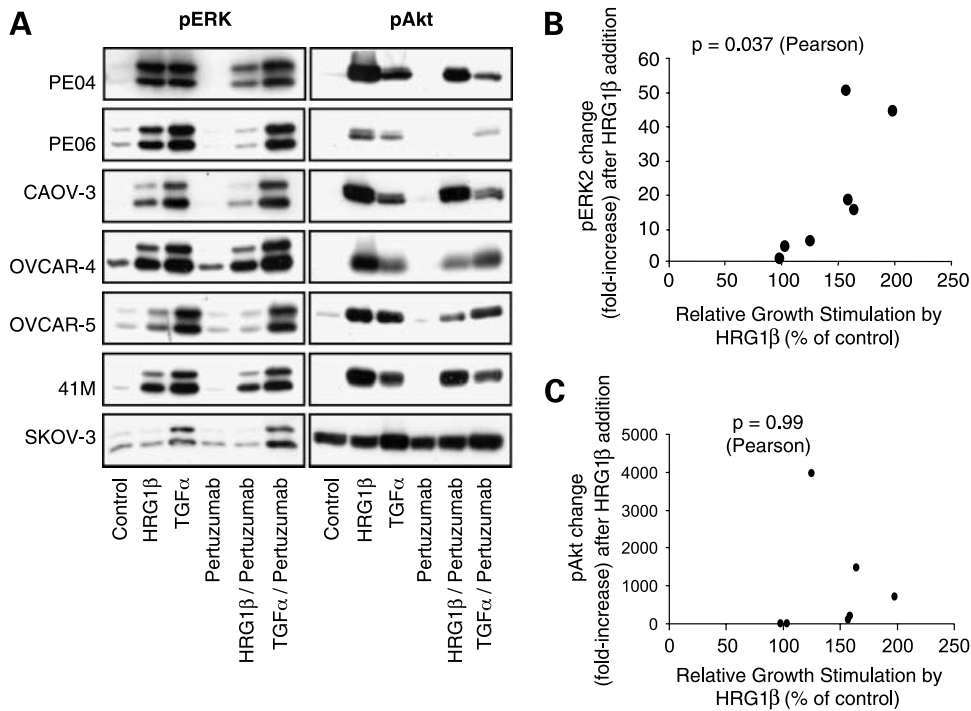 A
pERK
pAkt
PE04
PE06
CAOV-3
OVCAR-4
OVCAR-5
41M
SKOV-3
Control
HRG1β
TGFα
Pertuzumab
HRG1β / Pertuzumab
TGFα / Pertuzumab
Control
HRG1β
TGFα
Pertuzumab
HRG1β / Pertuzumab
TGFα / Pertuzumab
B
p = 0.037 (Pearson)
pERK2 change
(fold-increase) after HRG1β addition
60
50
40
30
20
10
0
0 50 100 150 200 250
Relative Growth Stimulation by
HRG1β (% of control)
C
p = 0.99
(Pearson)
pAkt change
(fold-increase) after HRG1β addition
5000
4000
3000
2000
1000
0
0 50 100 150 200 250
Relative Growth Stimulation by
HRG1β (% of control)